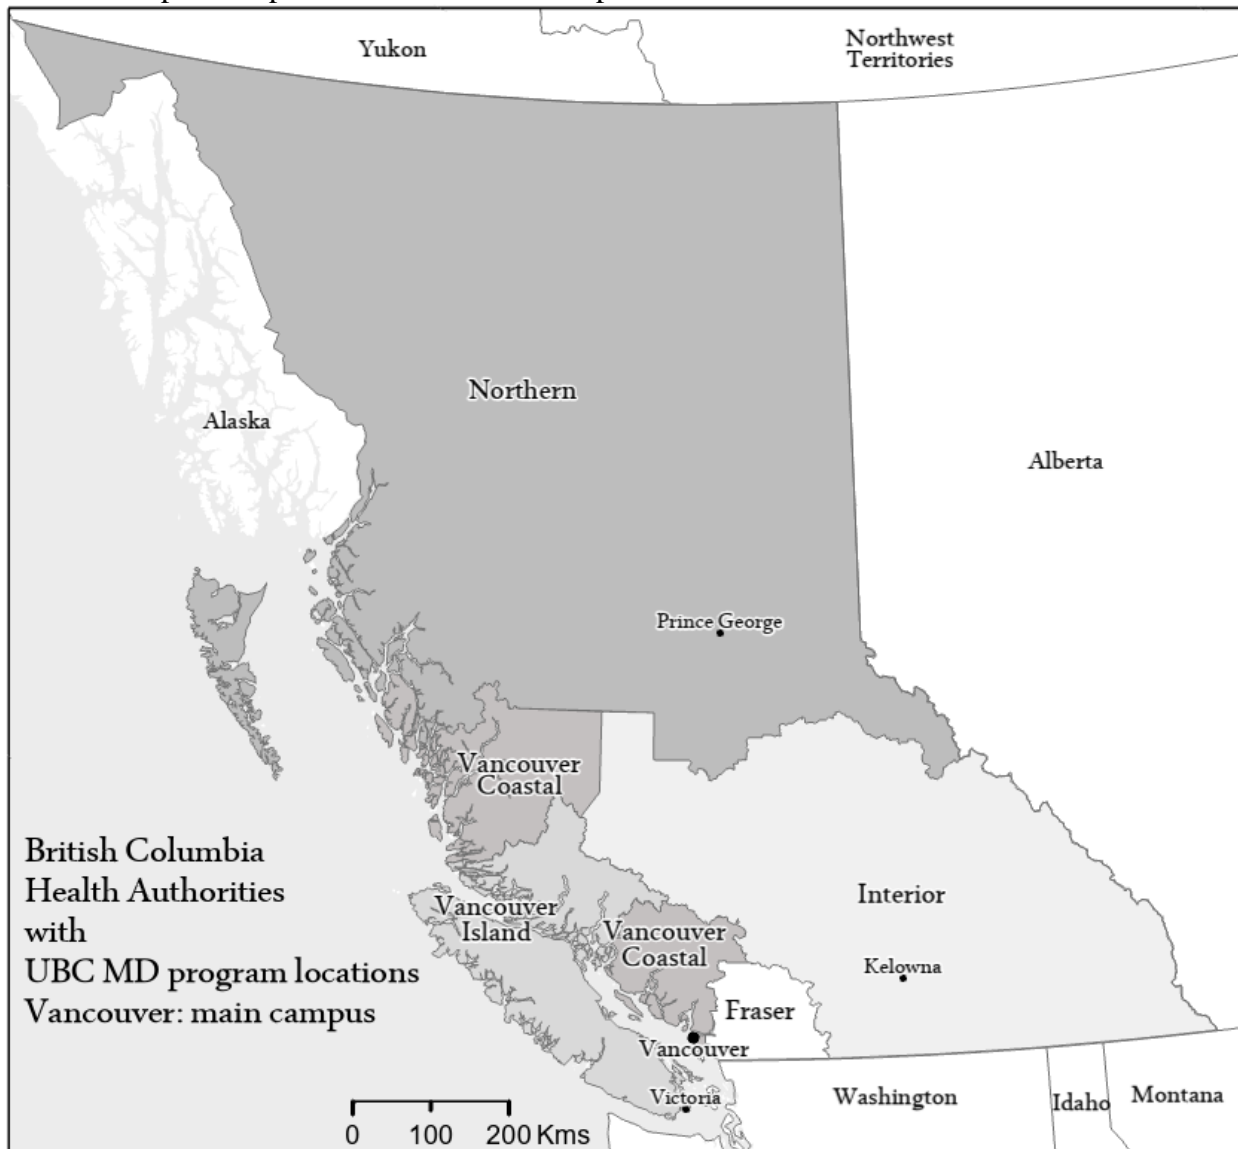 Yukon
Northwest
Territories
Northern
Alaska
Alberta
Prince George
Vancouver
Coastal
British Columbia
Health Authorities
with
UBC MD program locations
Vancouver: main campus
Vancouver
Island
Vancouver
Coastal
Interior
Kelowna
Fraser
Vancouver
Victoria
Washington
Idaho
Montana
0 100 200 Kms